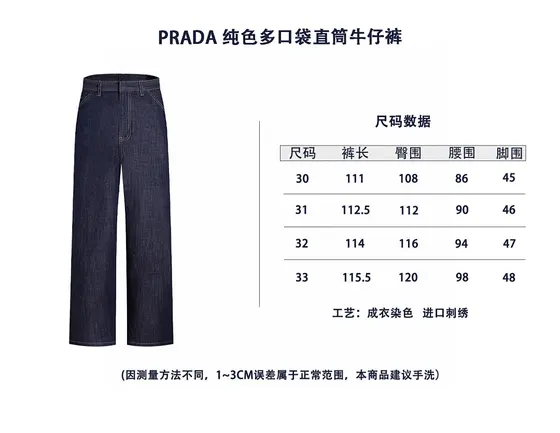 PRADA 纯色多口袋直筒牛仔裤
尺码数据
尺码 裤长 臀围 腰围 脚围
30 111 108 86 45
31 112.5 112 90 46
32 114 116 94 47
33 115.5 120 98 48
工艺：成衣染色 进口刺绣
(因测量方法不同，1~3CM误差属于正常范围，本商品建议手洗)